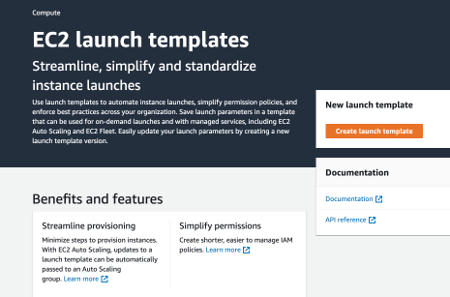 Compute
EC2 launch templates
Streamline, simplify and standardize
instance launches
Use launch templates to automate instance launches, simplify permission policies, and
enforce best practices across your organization. Save launch parameters in a template
that can be used for on-demand launches and with managed services, including EC2
Auto Scaling and EC2 Fleet. Easily update your launch parameters by creating a new
launch template version.
New launch template
Create launch template
Documentation
Documentation
API reference
Benefits and features
Streamline provisioning
Minimize steps to provision instances.
With EC2 Auto Scaling, updates to a
launch template can be automatically
passed to an Auto Scaling
group. Learn more
Simplify permissions
Create shorter, easier to manage IAM
policies. Learn more